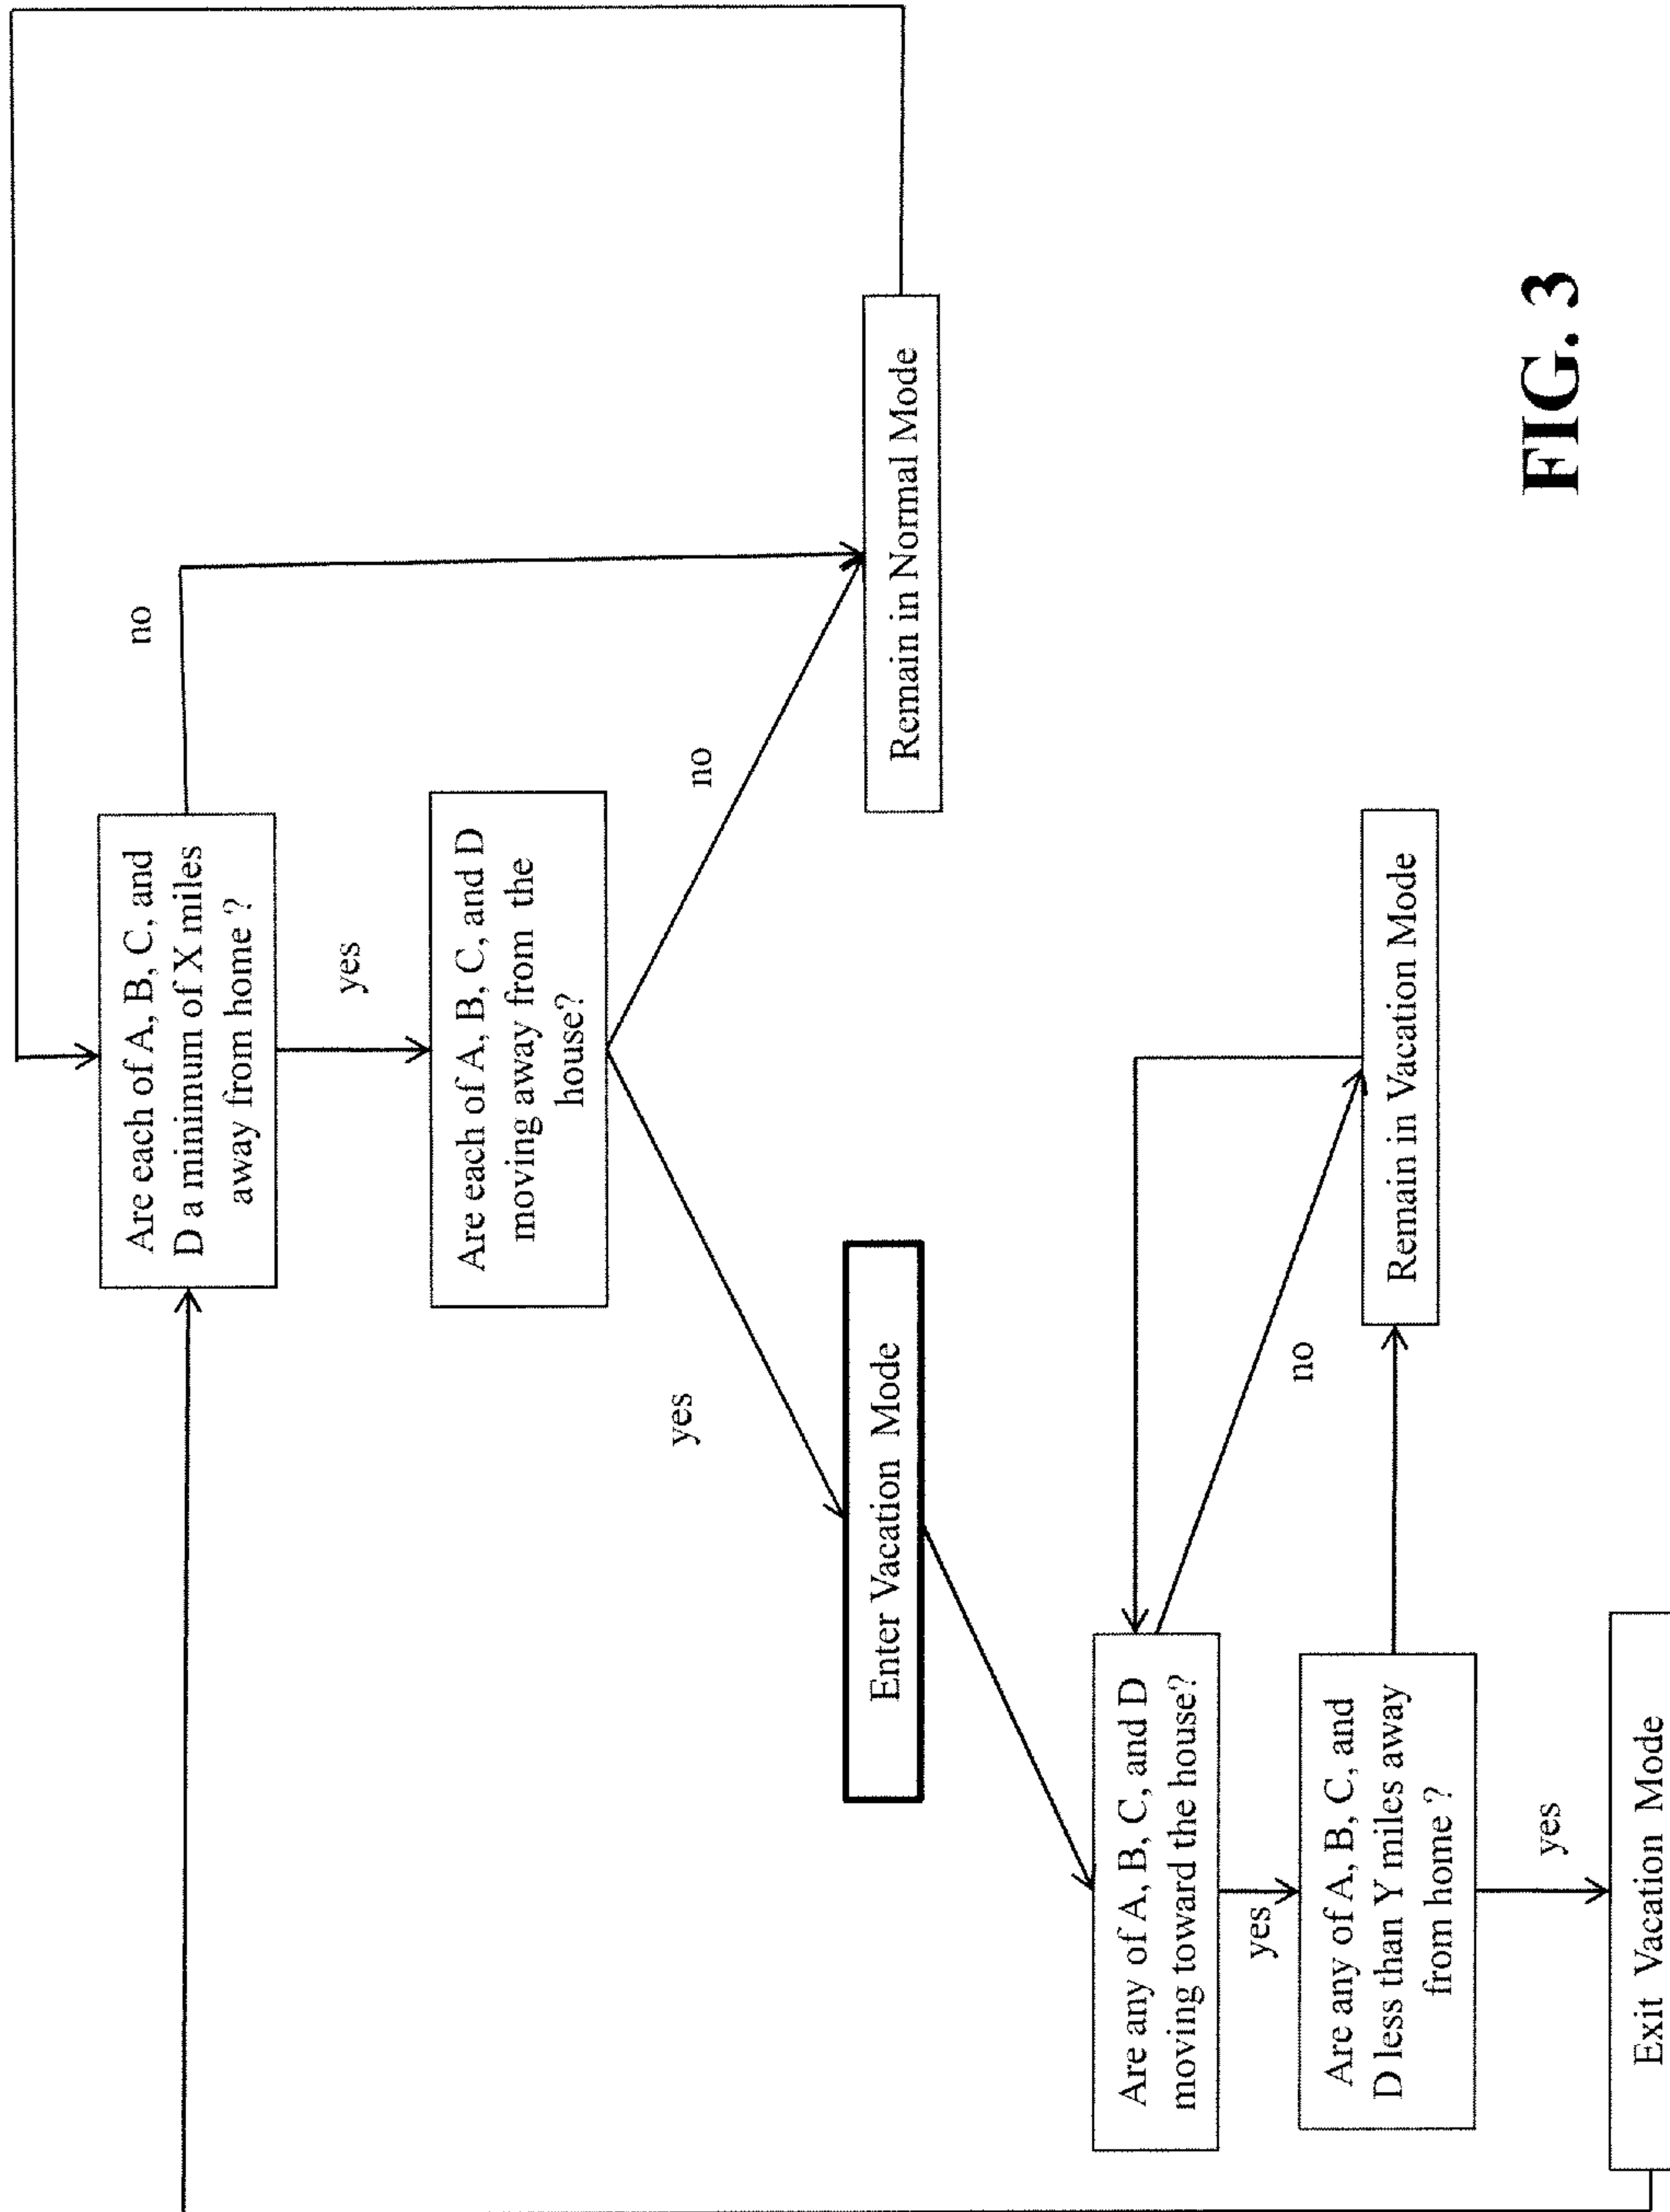 Are each of A, B, C, and
D a minimum of X miles
away from home ?
no
yes
Are each of A, B, C, and D
moving away from the
house?
yes
no
Enter Vacation Mode
Remain in Normal Mode
Are any of A, B, C, and D
moving toward the house?
no
yes
Are any of A, B, C, and
D less than Y miles away
from home ?
Remain in Vacation Mode
yes
Exit Vacation Mode
FIG. 3